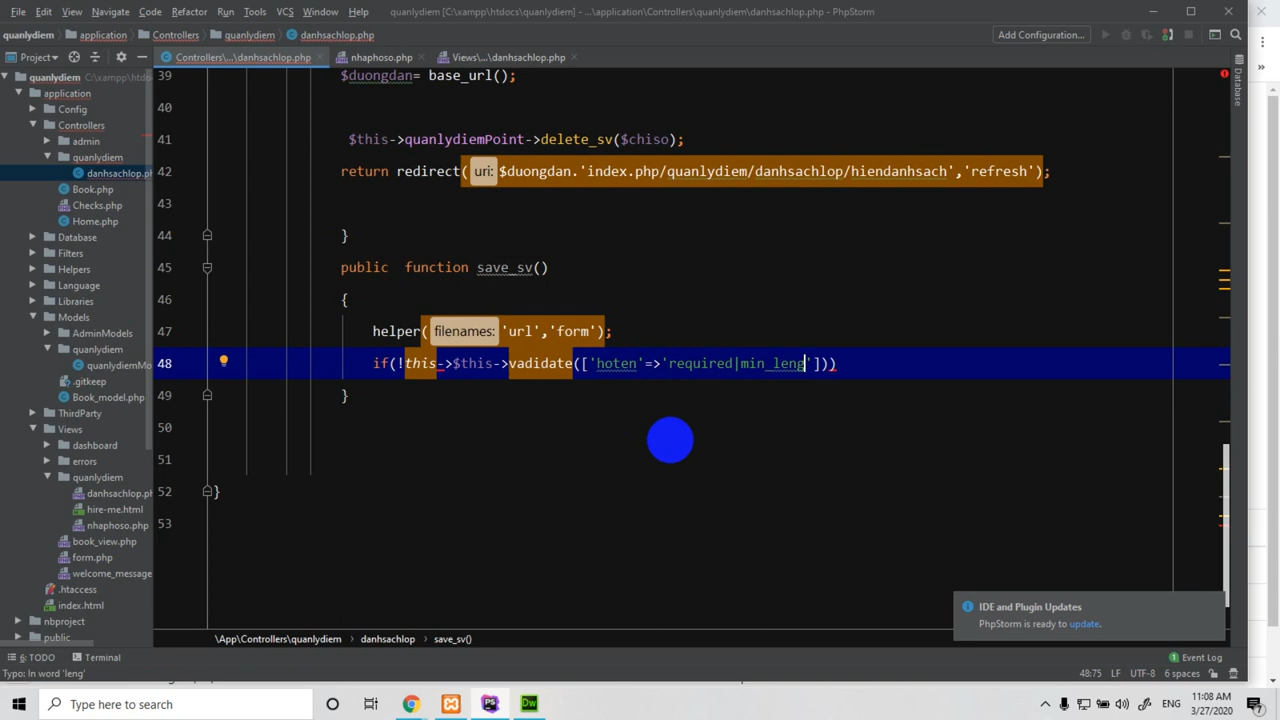 File Edit View Navigate Code Refactor Run Tools VCS Window Help quanlydiem [C:\xampp\htdocs\quanlydiem] - ...\application\Controllers\quanlydiem\danhsachlop.php - PhpStorm
quanlydiem application Controllers quanlydiem danhsachlop.php Add Configuration...
Project Controllers\...\danhsachlop.php nhaphoso.php Views\...\danhsachlop.php
quanlydiem C:\xampp\ht
application
Config
Controllers
admin
quanlydiem
danhsachlop.ph
Book.php
Checks.php
Home.php
Database
Filters
Helpers
Language
Libraries
Models
AdminModels
quanlydiem
quanlydiemMo
.gitkeep
Book_model.php
ThirdParty
Views
dashboard
errors
quanlydiem
danhsachlop.ph
hire-me.html
nhaphoso.php
book_view.php
form.php
welcome_message
.htaccess
index.html
nbproject
public
39 $duongdan= base_url();
40
41 $this->quanlydiemPoint->delete_sv($chiso);
42 return redirect( uri: $duongdan.'index.php/quanlydiem/danhsachlop/hiendanhsach','refresh');
43
44 }
45 public function save_sv()
46 {
47 helper( filenames: 'url','form');
48 if(!this->$this->vadidate(['hoten'=>'required|min_leng']))
49 }
50
51
52 }
53
Database
IDE and Plugin Updates
PhpStorm is ready to update.
\App\Controllers\quanlydiem danhsachlop save_sv()
6: TODO Terminal 1 Event Log
Typo: In word 'leng' 48:75 LF UTF-8 6 spaces
Type here to search ENG 11:08 AM
3/27/2020